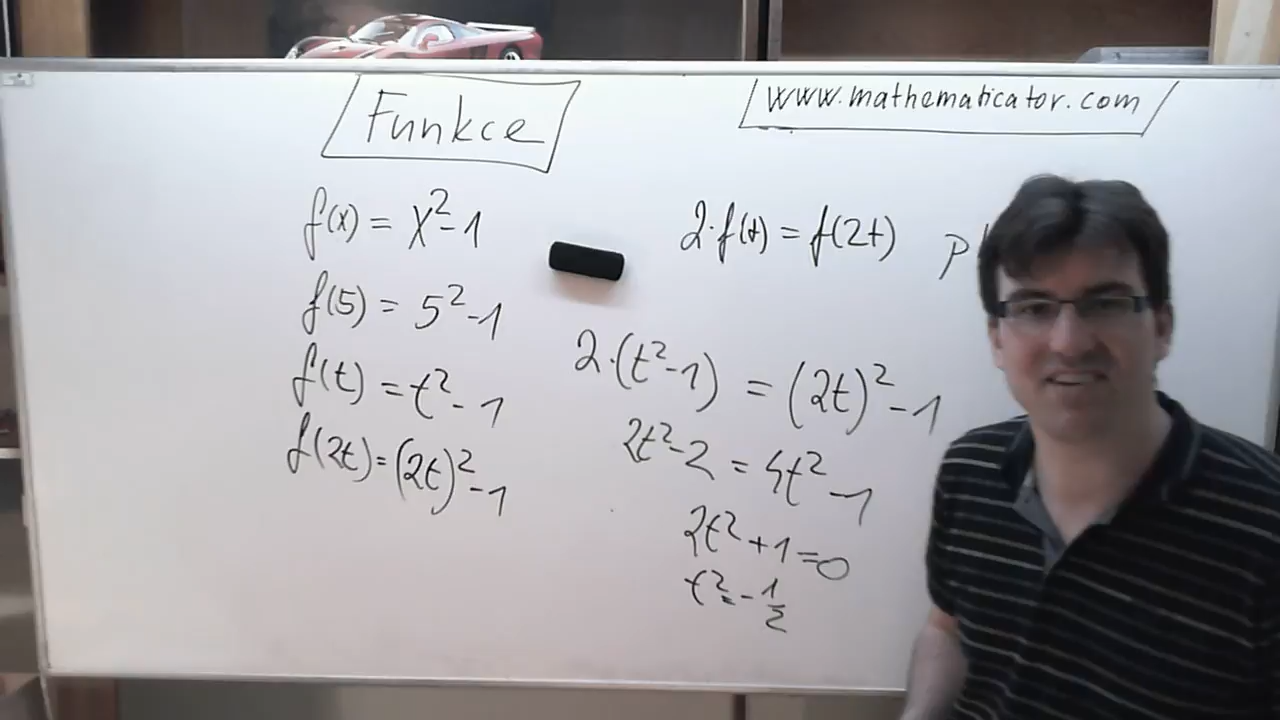 Funkce
www.mathematicator.com
f(x) = x²-1
f(5) = 5²-1
f(t) = t²-1
f(2t) = (2t)²-1
2·f(t) = f(2t)
2·(t²-1) = (2t)²-1
2t²-2 = 4t²-1
2t²+1=0
t²=-1/2